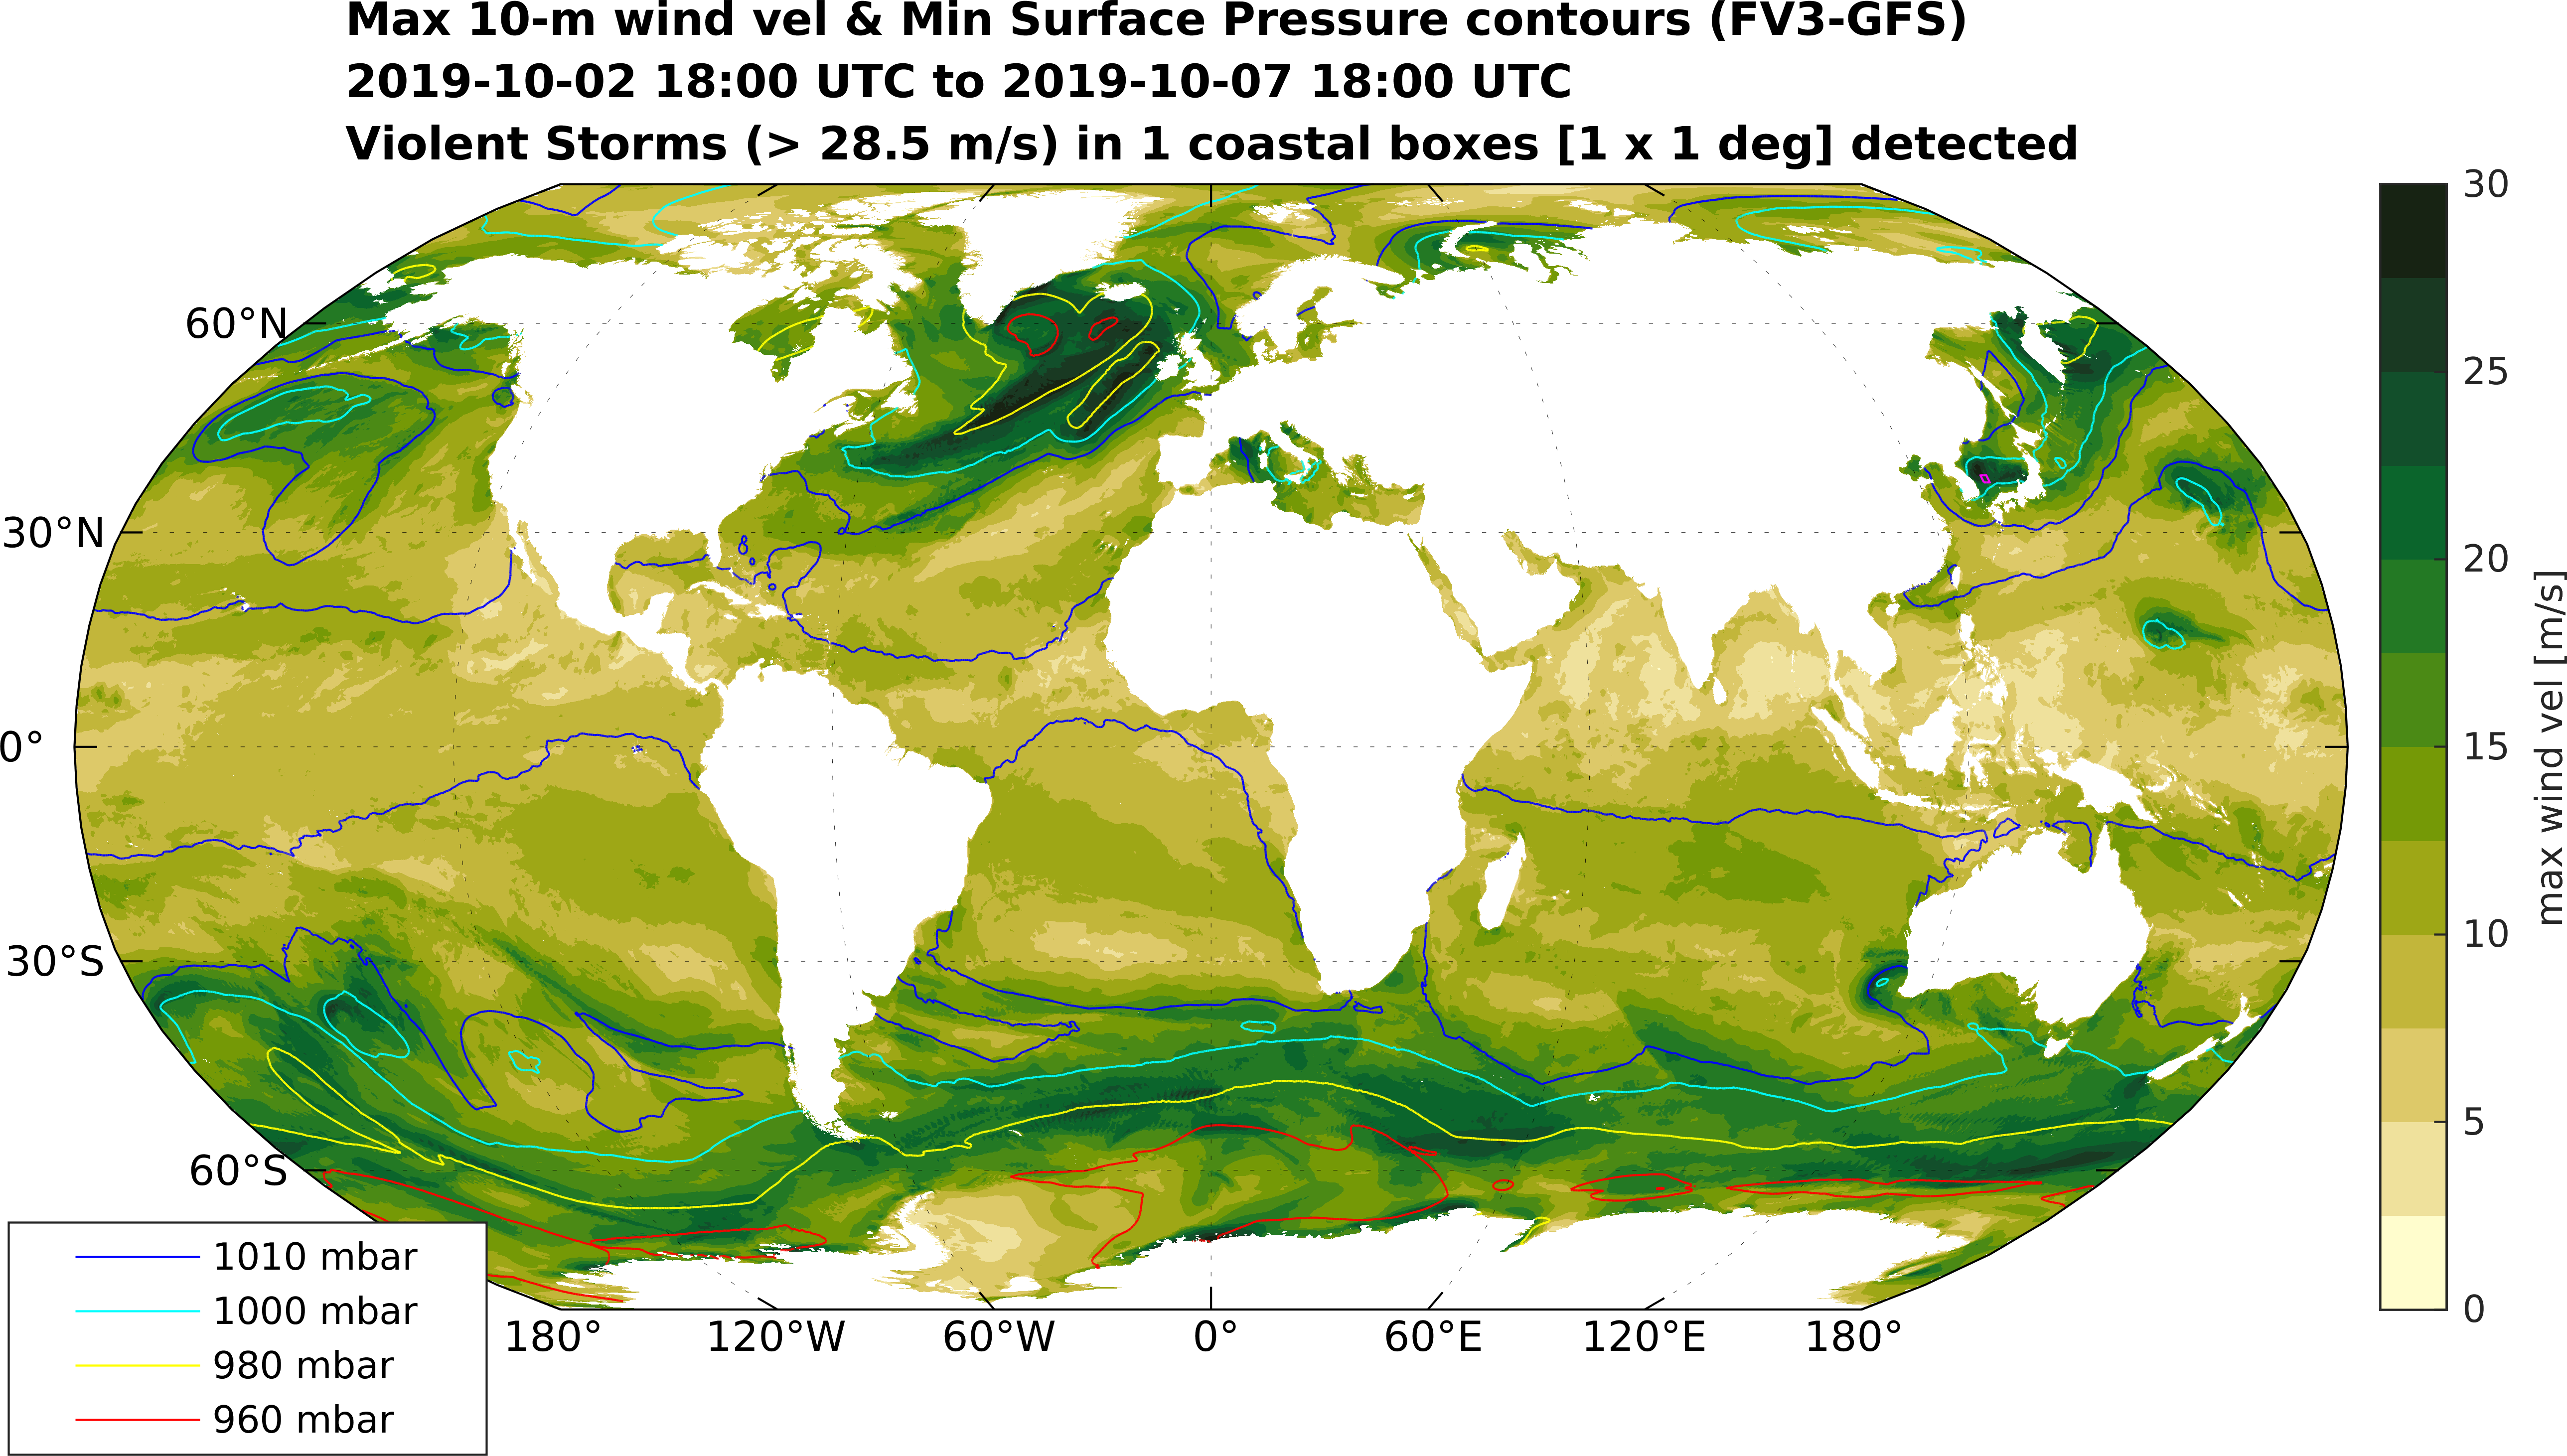 Max 10-m wind vel & Min Surface Pressure contours (FV3-GFS)
2019-10-02 18:00 UTC to 2019-10-07 18:00 UTC
Violent Storms (> 28.5 m/s) in 1 coastal boxes [1 x 1 deg] detected
60°N
30°N
0°
30°S
60°S
180°
120°W
60°W
0°
60°E
120°E
180°
1010 mbar
1000 mbar
980 mbar
960 mbar
30
25
20
15
10
5
0
max wind vel [m/s]